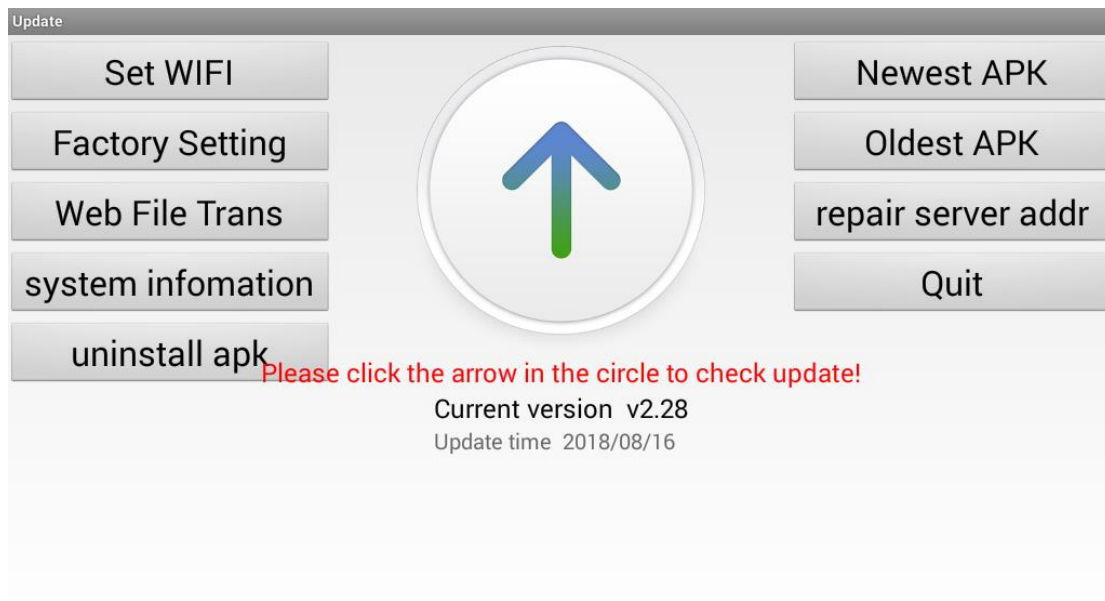 Update
Set WIFI
Factory Setting
Web File Trans
system infomation
uninstall apk
Newest APK
Oldest APK
repair server addr
Quit
Please click the arrow in the circle to check update!
Current version v2.28
Update time 2018/08/16